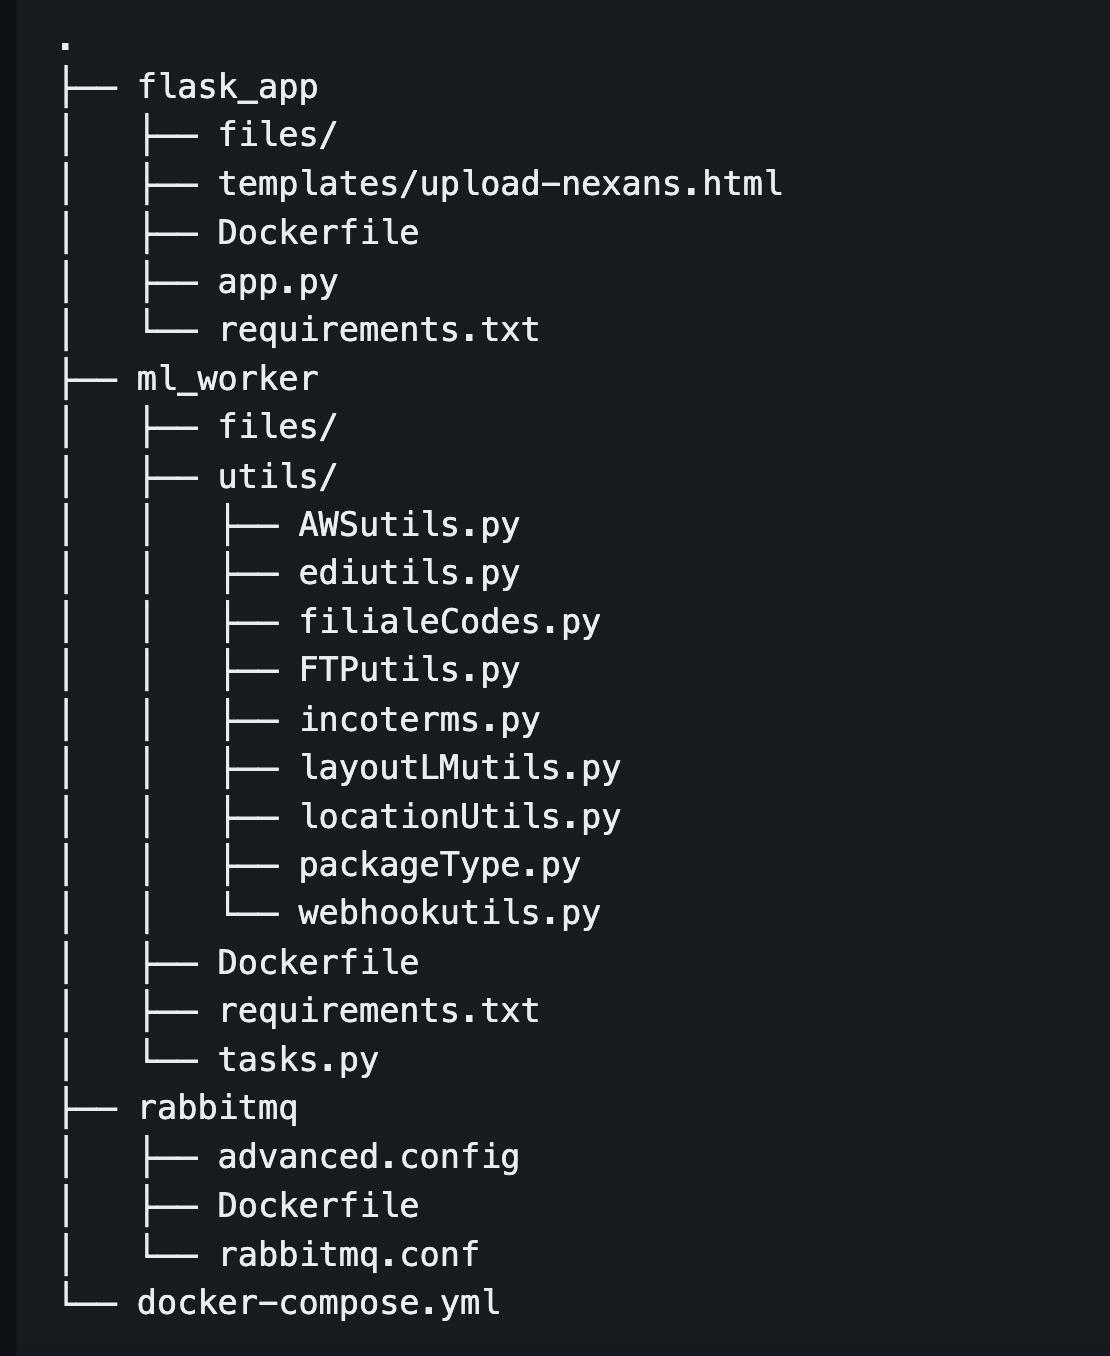 .
├── flask_app
│   ├── files/
│   ├── templates/upload-nexans.html
│   ├── Dockerfile
│   ├── app.py
│   └── requirements.txt
├── ml_worker
│   ├── files/
│   ├── utils/
│   │   ├── AWSutils.py
│   │   ├── ediutils.py
│   │   ├── filialeCodes.py
│   │   ├── FTPutils.py
│   │   ├── incoterms.py
│   │   ├── layoutLMutils.py
│   │   ├── locationUtils.py
│   │   ├── packageType.py
│   │   └── webhookutils.py
│   ├── Dockerfile
│   ├── requirements.txt
│   └── tasks.py
├── rabbitmq
│   ├── advanced.config
│   ├── Dockerfile
│   └── rabbitmq.conf
└── docker-compose.yml